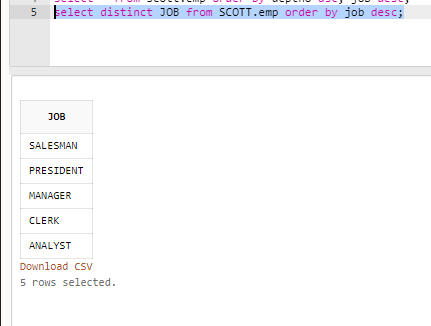 5 select distinct JOB from SCOTT.emp order by job desc;
JOB
SALESMAN
PRESIDENT
MANAGER
CLERK
ANALYST
Download CSV
5 rows selected.